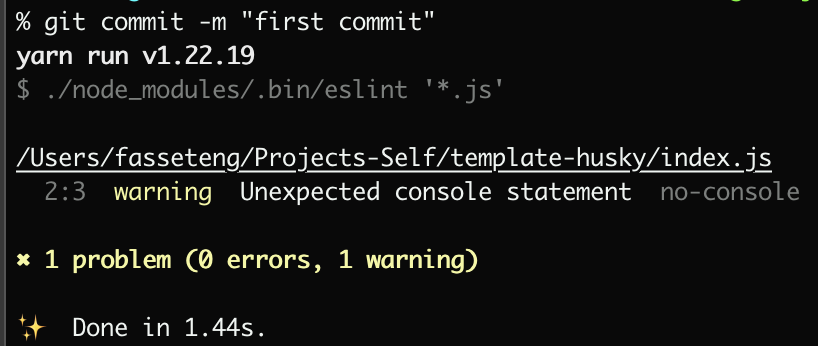 % git commit -m "first commit"
yarn run v1.22.19
$ ./node_modules/.bin/eslint '*.js'
/Users/fasseteng/Projects-Self/template-husky/index.js
2:3 warning Unexpected console statement no-console
✖ 1 problem (0 errors, 1 warning)
✨ Done in 1.44s.